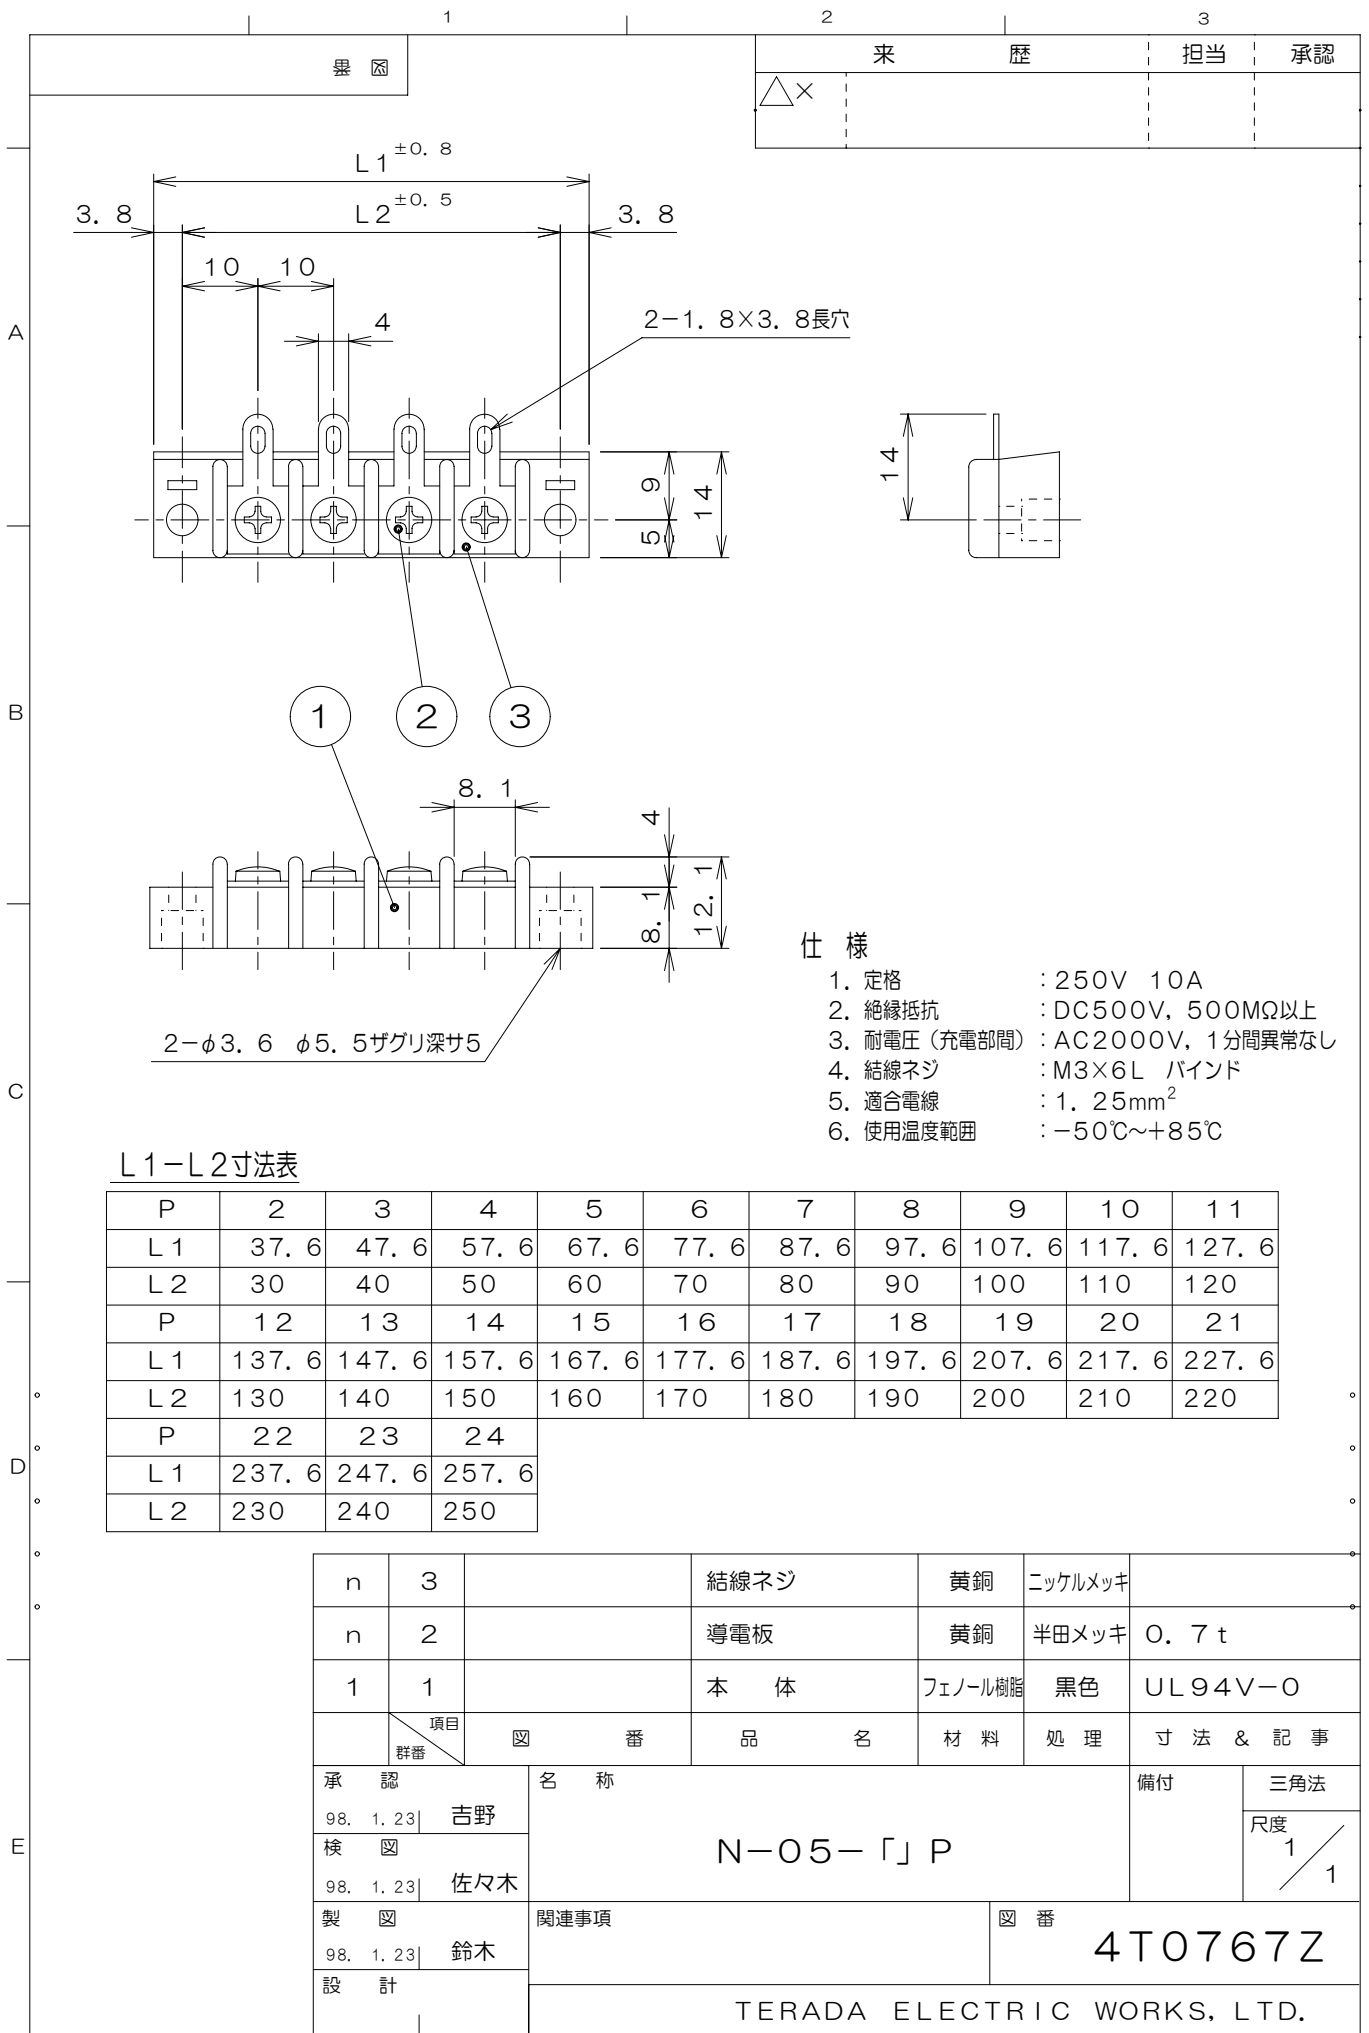 1 2 3
図番
来 歴 担当 承認
△×
L1±0.8
L2±0.5
3.8 3.8
10 10
4
2−1.8×3.8長穴
A
9
14
5
14
B
1 2 3
8.1
4
8.1
12.1
2−φ3.6 φ5.5ザグリ深サ5
C
仕 様
1. 定格 :250V 10A
2. 絶縁抵抗 :DC500V, 500MΩ以上
3. 耐電圧(充電部間):AC2000V, 1分間異常なし
4. 結線ネジ :M3×6L バインド
5. 適合電線 :1.25mm²
6. 使用温度範囲 :−50℃〜+85℃
L1−L2寸法表
P 2 3 4 5 6 7 8 9 10 11
L1 37.6 47.6 57.6 67.6 77.6 87.6 97.6 107.6 117.6 127.6
L2 30 40 50 60 70 80 90 100 110 120
P 12 13 14 15 16 17 18 19 20 21
L1 137.6 147.6 157.6 167.6 177.6 187.6 197.6 207.6 217.6 227.6
L2 130 140 150 160 170 180 190 200 210 220
P 22 23 24
L1 237.6 247.6 257.6
L2 230 240 250
D
n 3 結線ネジ 黄銅 ニッケルメッキ
n 2 導電板 黄銅 半田メッキ 0.7t
1 1 本 体 フェノール樹脂 黒色 UL94V−0
項目 群番 図 番 品 名 材 料 処 理 寸 法 & 記 事
E
承 認
98. 1.23 吉野
検 図
98. 1.23 佐々木
製 図
98. 1.23 鈴木
設 計
名 称
N−05−「」P
備付
三角法
尺度
1/1
関連事項
図 番
4T0767Z
TERADA ELECTRIC WORKS, LTD.